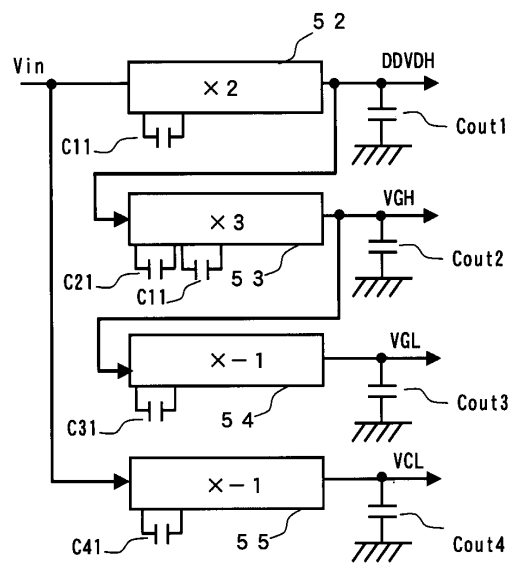 52
Vin
×2
DDVDH
C11
Cout1
×3
VGH
C21
C11
53
Cout2
×-1
VGL
C31
54
Cout3
×-1
VCL
C41
55
Cout4